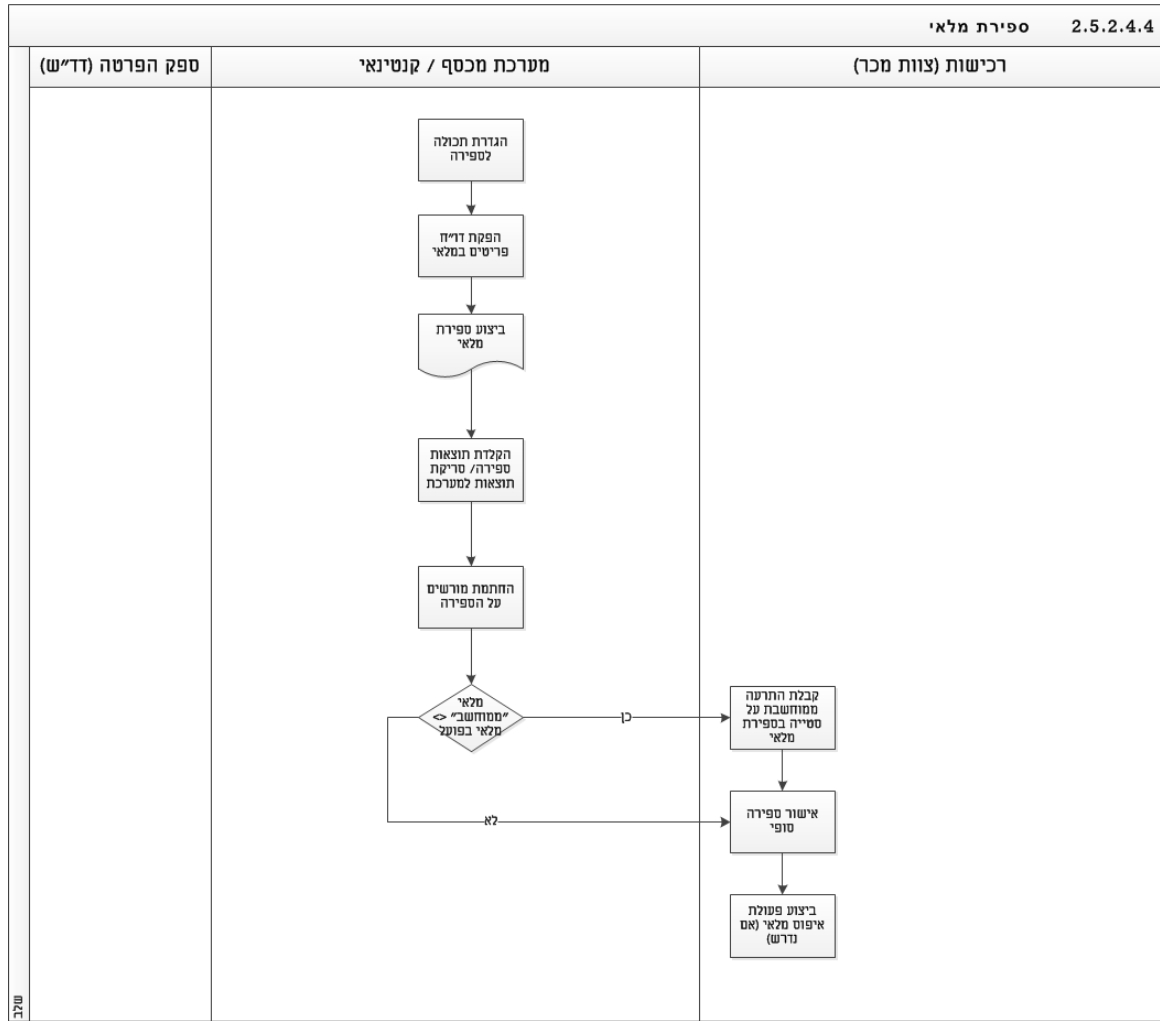 2.5.2.4.4 ספירת מלאי
רכישות (צוות מכר)
מערכת מכסף / קנטינאי
ספק הפרטה (דד״ש)
הגדרת תכולה
לספירה
הפקת דו״ח
פריטים במלאי
ביצוע ספירת
מלאי
הקלדת תוצאות
ספירה/ סריקת
תוצאות למערכת
החתמת מורשים
על הספירה
מלאי
״ממוחשב״ <>
מלאי בפועל
כן
לא
קבלת התרעה
ממוחשבת על
סטייה בספירת
מלאי
אישור ספירה
סופי
ביצוע פעולת
איפוס מלאי (אם
נדרש)
שלב